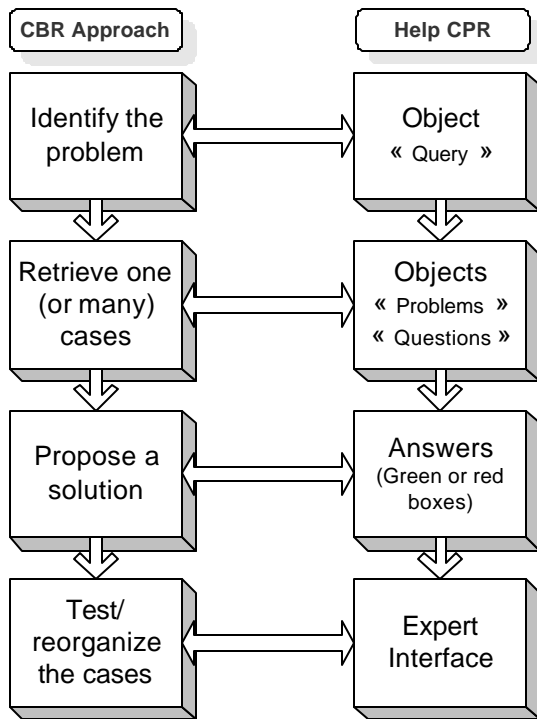 CBR Approach
Help CPR
Identify the
problem
Object
« Query »
Retrieve one
(or many)
cases
Objects
« Problems »
« Questions »
Propose a
solution
Answers
(Green or red
boxes)
Test/
reorganize
the cases
Expert
Interface